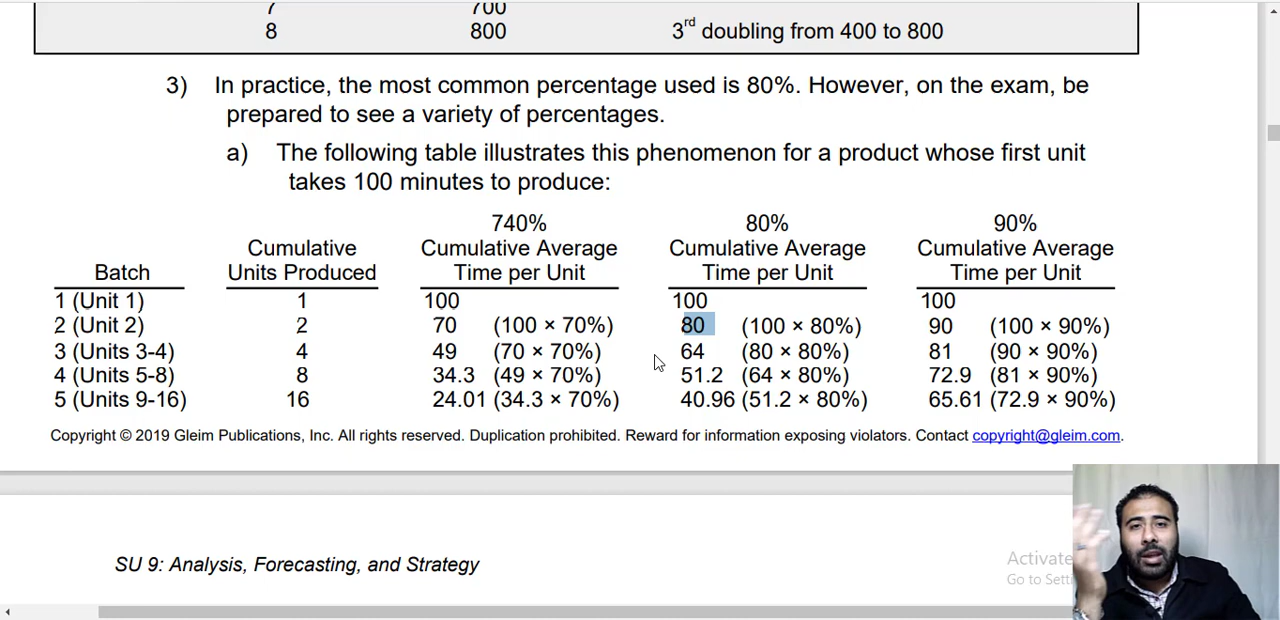 7 700
8 800 3rd doubling from 400 to 800
3) In practice, the most common percentage used is 80%. However, on the exam, be
prepared to see a variety of percentages.
a) The following table illustrates this phenomenon for a product whose first unit
takes 100 minutes to produce:
740% 80% 90%
Cumulative Cumulative Average Cumulative Average Cumulative Average
Batch Units Produced Time per Unit Time per Unit Time per Unit
1 (Unit 1) 1 100 100 100
2 (Unit 2) 2 70 (100 × 70%) 80 (100 × 80%) 90 (100 × 90%)
3 (Units 3-4) 4 49 (70 × 70%) 64 (80 × 80%) 81 (90 × 90%)
4 (Units 5-8) 8 34.3 (49 × 70%) 51.2 (64 × 80%) 72.9 (81 × 90%)
5 (Units 9-16) 16 24.01 (34.3 × 70%) 40.96 (51.2 × 80%) 65.61 (72.9 × 90%)
Copyright © 2019 Gleim Publications, Inc. All rights reserved. Duplication prohibited. Reward for information exposing violators. Contact copyright@gleim.com.
SU 9: Analysis, Forecasting, and Strategy
Activate
Go to